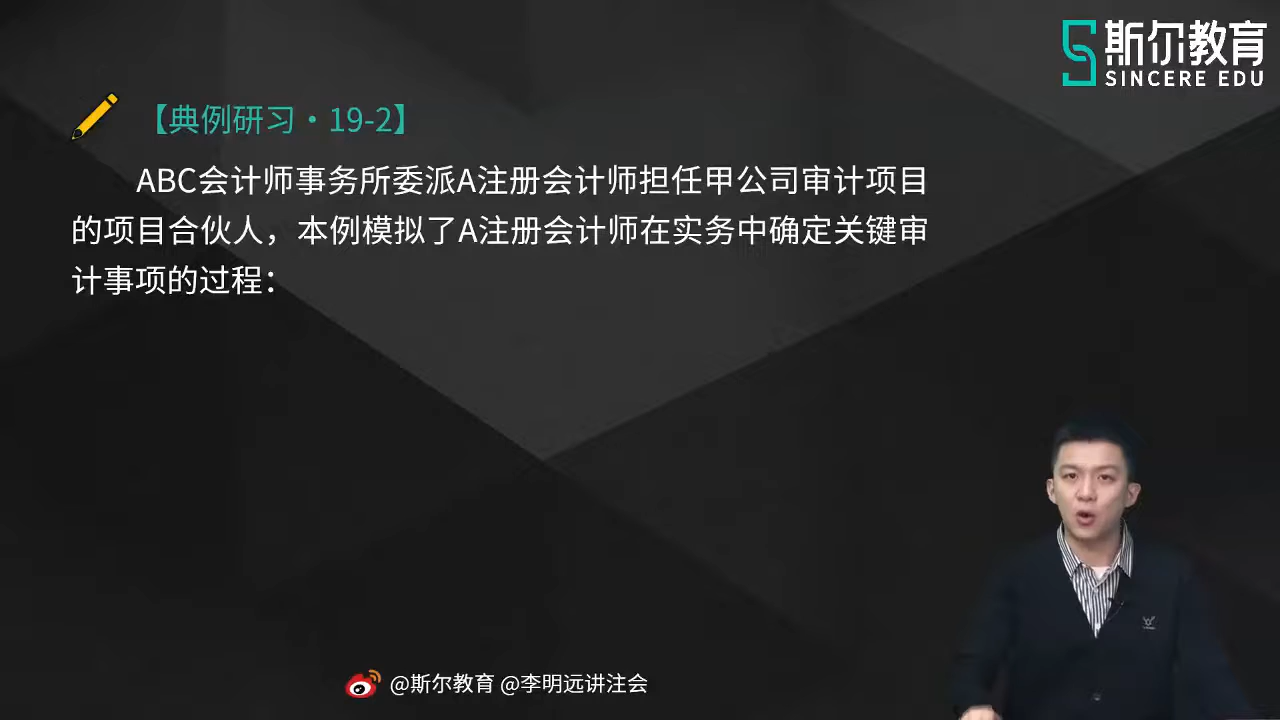 斯尔教育
SINCERE EDU
【典例研习·19-2】
ABC会计师事务所委派A注册会计师担任甲公司审计项目
的项目合伙人，本例模拟了A注册会计师在实务中确定关键审
计事项的过程：
@斯尔教育 @李明远讲注会